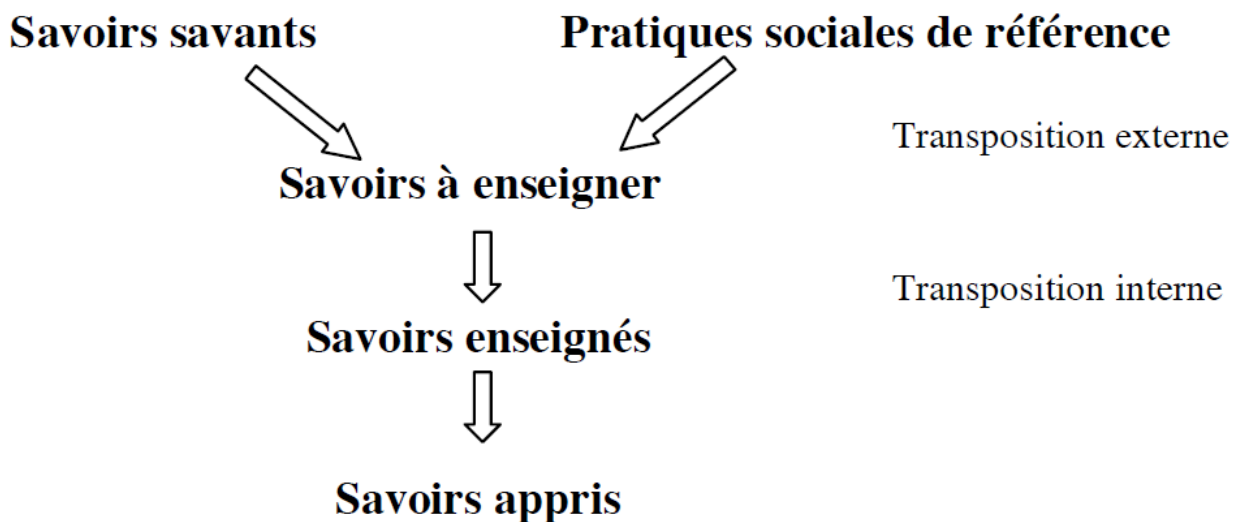 Savoirs savants
Pratiques sociales de référence
Transposition externe
Savoirs à enseigner
Transposition interne
Savoirs enseignés
Savoirs appris